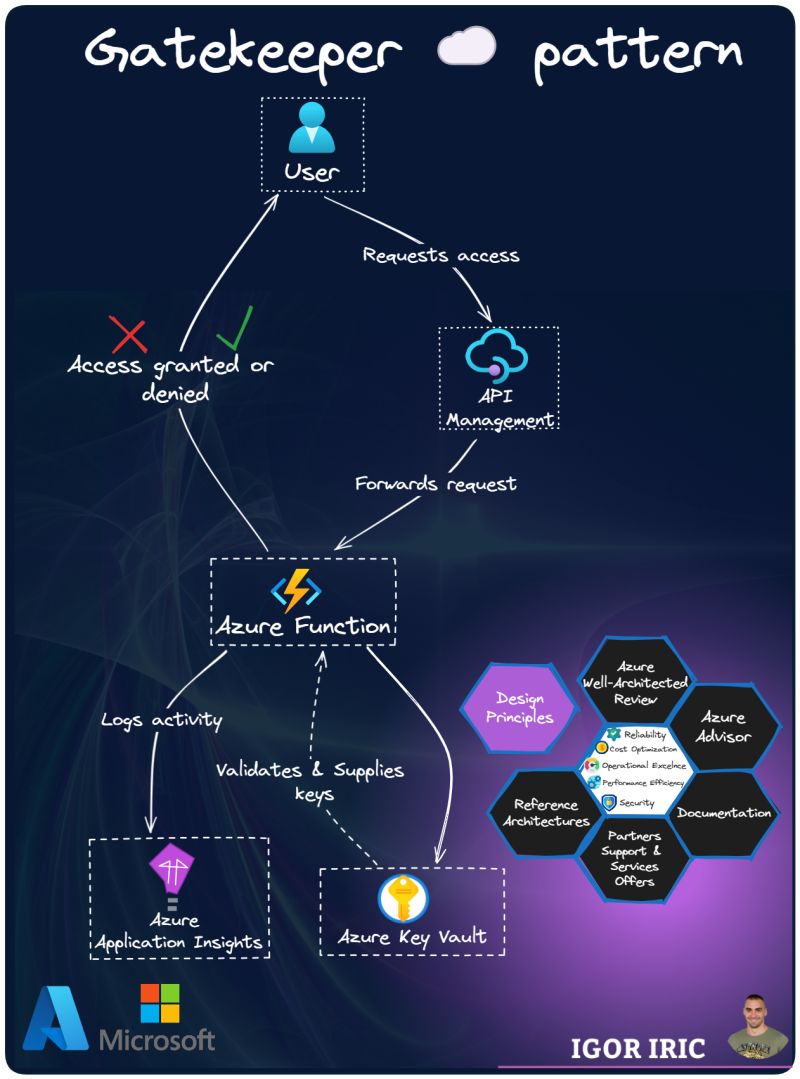 Gatekeeper pattern
User
Requests access
Access granted or
denied
API
Management
Forwards request
Azure Function
Logs activity
Validates & Supplies
keys
Azure
Application Insights
Azure Key Vault
Design
Principles
Azure
Well-Architected
Review
Azure
Advisor
Reliability
Cost Optimization
Operational Excelnce
Performance Efficiency
Security
Reference
Architectures
Documentation
Partners
Support &
Services
Offers
Microsoft
IGOR IRIC